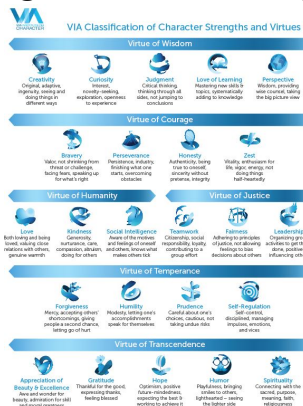 VIA
CHARACTER
VIA Classification of Character Strengths and Virtues
Virtue of Wisdom
Creativity
Original, adaptive,
ingenuity, seeing and
doing things in
different ways
Curiosity
Interest,
novelty-seeking,
exploration, openness
to experience
Judgment
Critical thinking,
thinking through all
sides, not jumping to
conclusions
Love of Learning
Mastering new skills &
topics, systematically
adding to knowledge
Perspective
Wisdom, providing
wise counsel, taking
the big picture view
Virtue of Courage
Bravery
Valor, not shrinking from
threat or challenge,
facing fears, speaking up
for what's right
Perseverance
Persistence, industry,
finishing what one
starts, overcoming
obstacles
Honesty
Authenticity, being
true to oneself,
sincerity without
pretense, integrity
Zest
Vitality, enthusiasm for
life, vigor, energy, not
doing things
half-heartedly
Virtue of Humanity
Virtue of Justice
Love
Both loving and being
loved, valuing close
relations with others,
genuine warmth
Kindness
Generosity,
nurturance, care,
compassion, altruism,
doing for others
Social Intelligence
Aware of the motives
and feelings of oneself
and others, knows what
makes others tick
Teamwork
Citizenship, social
responsibility, loyalty,
contributing to a
group effort
Fairness
Adhering to principles
of justice, not allowing
feelings to bias
decisions about others
Leadership
Organizing gro
activities to get th
done, positive
influencing oth
Virtue of Temperance
Forgiveness
Mercy, accepting others'
shortcomings, giving
people a second chance,
letting go of hurt
Humility
Modesty, letting one's
accomplishments
speak for themselves
Prudence
Careful about one's
choices, cautious, not
taking undue risks
Self-Regulation
Self-control,
disciplined, managing
impulses, emotions,
and vices
Virtue of Transcendence
Appreciation of
Beauty & Excellence
Awe and wonder for
beauty, admiration for skill
and moral greatness
Gratitude
Thankful for the good,
expressing thanks,
feeling blessed
Hope
Optimism, positive
future-mindedness,
expecting the best &
working to achieve it
Humor
Playfulness, bringing
smiles to others,
lighthearted – seeing
the lighter side
Spirituality
Connecting with the
sacred, purpose,
meaning, faith,
religiousness